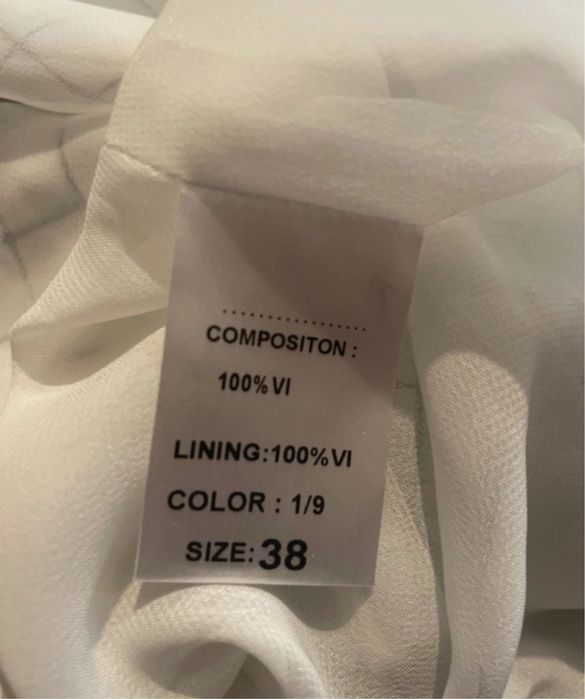 ..................
COMPOSITON :
100% VI
LINING:100% VI
COLOR : 1/9
SIZE: 38